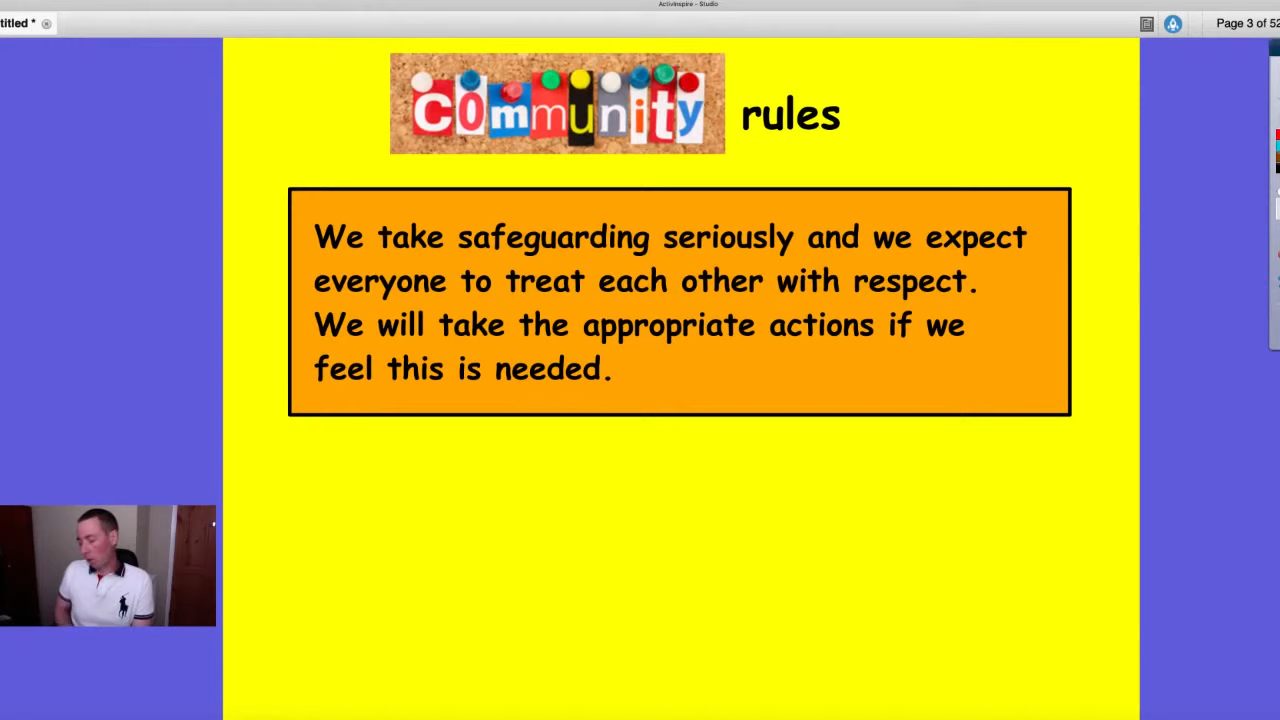 ActivInspire - Studio
titled *
Page 3 of 52
community rules
We take safeguarding seriously and we expect
everyone to treat each other with respect.
We will take the appropriate actions if we
feel this is needed.